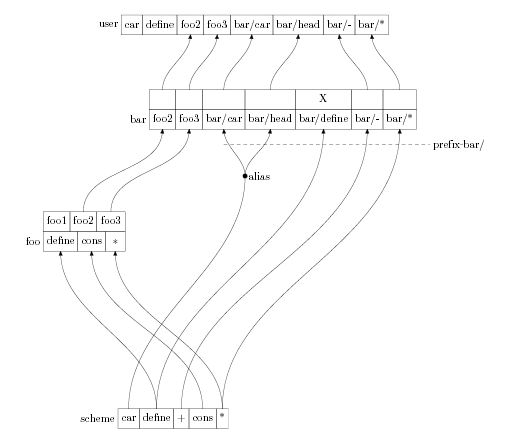 user car define foo2 foo3 bar/car bar/head bar/- bar/*
X
bar foo2 foo3 bar/car bar/head bar/define bar/- bar/*
prefix-bar/
alias
foo1 foo2 foo3
foo define cons *
scheme car define + cons *